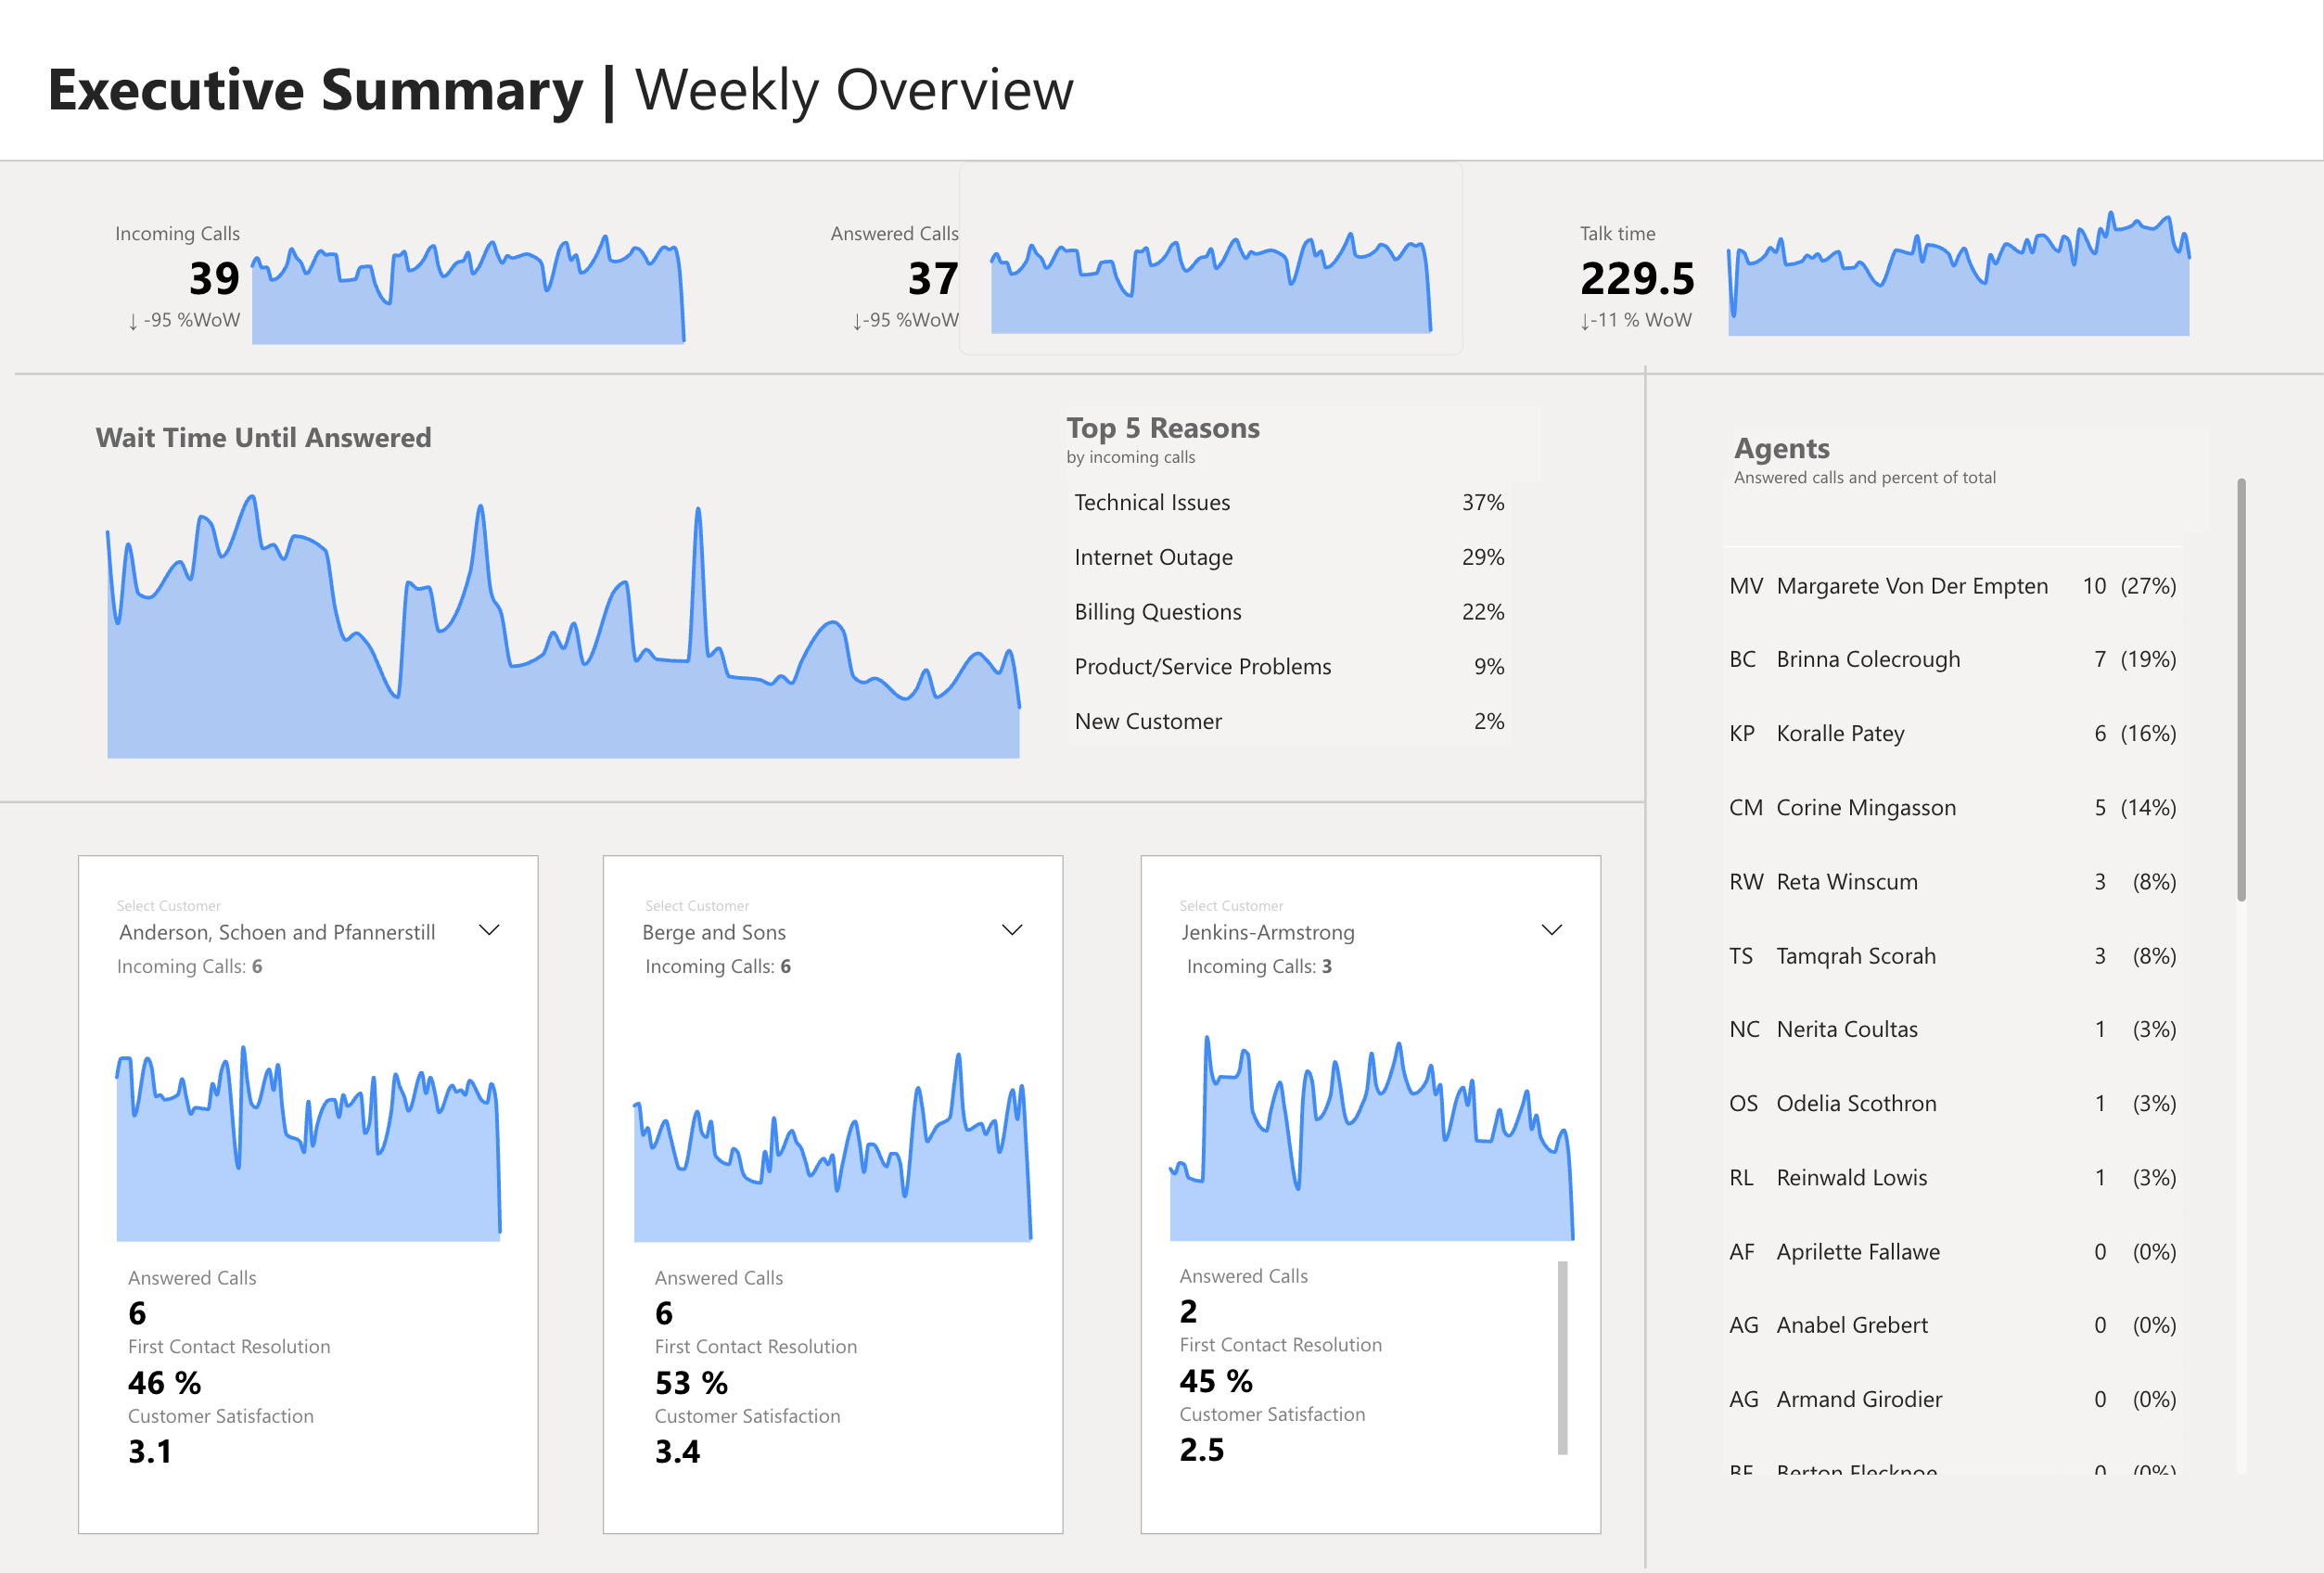 Executive Summary | Weekly Overview
Incoming Calls
39
↓ -95 %WoW
Answered Calls
37
↓-95 %WoW
Talk time
229.5
↓-11 % WoW
Wait Time Until Answered
Top 5 Reasons
by incoming calls
Technical Issues 37%
Internet Outage 29%
Billing Questions 22%
Product/Service Problems 9%
New Customer 2%
Agents
Answered calls and percent of total
MV Margarete Von Der Empten 10 (27%)
BC Brinna Colecrough 7 (19%)
KP Koralle Patey 6 (16%)
CM Corine Mingasson 5 (14%)
RW Reta Winscum 3 (8%)
TS Tamqrah Scorah 3 (8%)
NC Nerita Coultas 1 (3%)
OS Odelia Scothron 1 (3%)
RL Reinwald Lowis 1 (3%)
AF Aprilette Fallawe 0 (0%)
AG Anabel Grebert 0 (0%)
AG Armand Girodier 0 (0%)
BF Berton Flecknoe 0 (0%)
Select Customer
Anderson, Schoen and Pfannerstill
Incoming Calls: 6
Answered Calls
6
First Contact Resolution
46 %
Customer Satisfaction
3.1
Select Customer
Berge and Sons
Incoming Calls: 6
Answered Calls
6
First Contact Resolution
53 %
Customer Satisfaction
3.4
Select Customer
Jenkins-Armstrong
Incoming Calls: 3
Answered Calls
2
First Contact Resolution
45 %
Customer Satisfaction
2.5